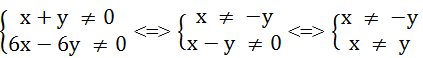 { x + y ≠ 0 <=> { x ≠ −y <=> { x ≠ −y
{ 6x − 6y ≠ 0 <=> { x − y ≠ 0 <=> { x ≠ y